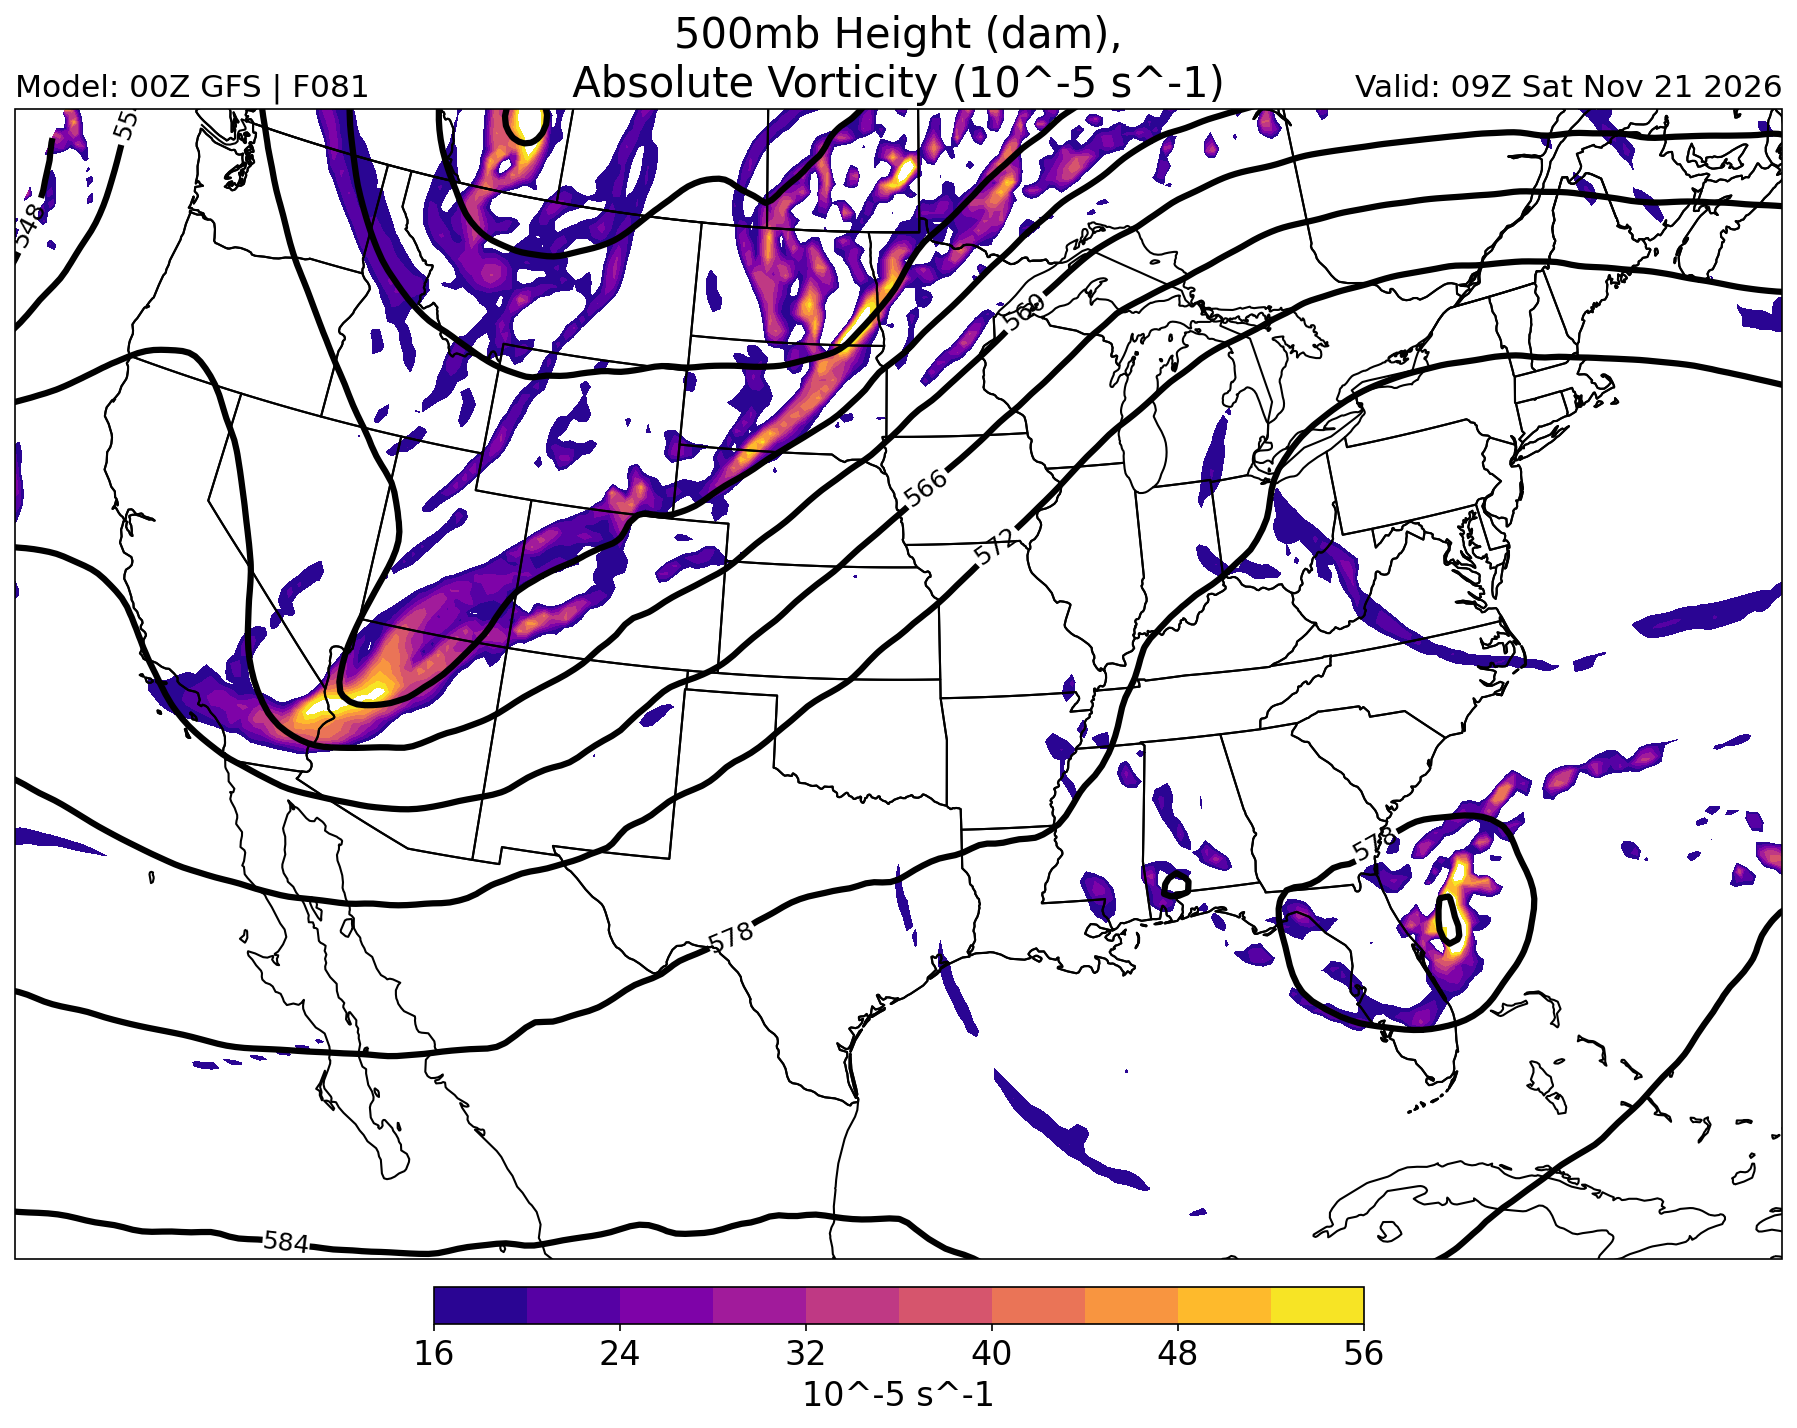 500mb Height (dam),
Absolute Vorticity (10^-5 s^-1)
Model: 00Z GFS | F081
Valid: 09Z Sat Nov 21 2026
548
560
566
572
578
578
584
16 24 32 40 48 56
10^-5 s^-1